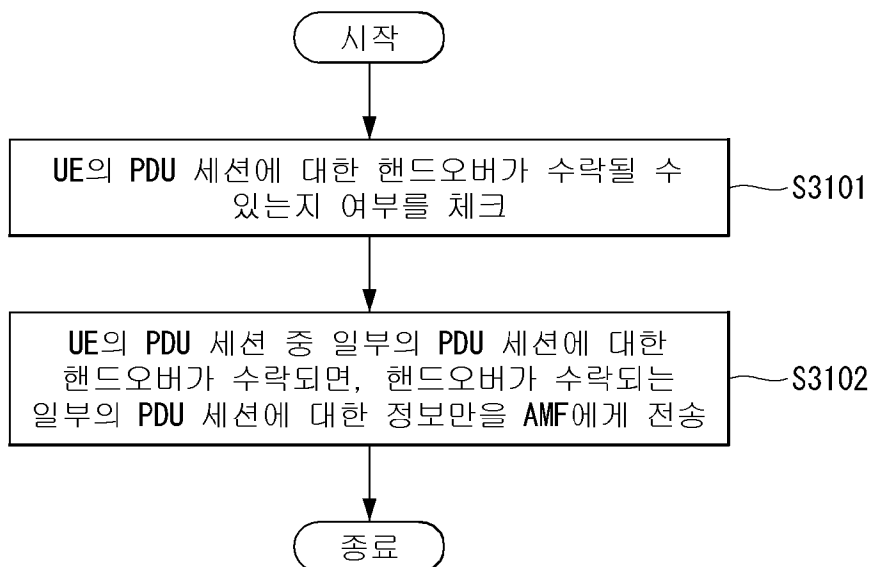 시작
UE의 PDU 세션에 대한 핸드오버가 수락될 수
있는지 여부를 체크
S3101
UE의 PDU 세션 중 일부의 PDU 세션에 대한
핸드오버가 수락되면, 핸드오버가 수락되는
일부의 PDU 세션에 대한 정보만을 AMF에게 전송
S3102
종료